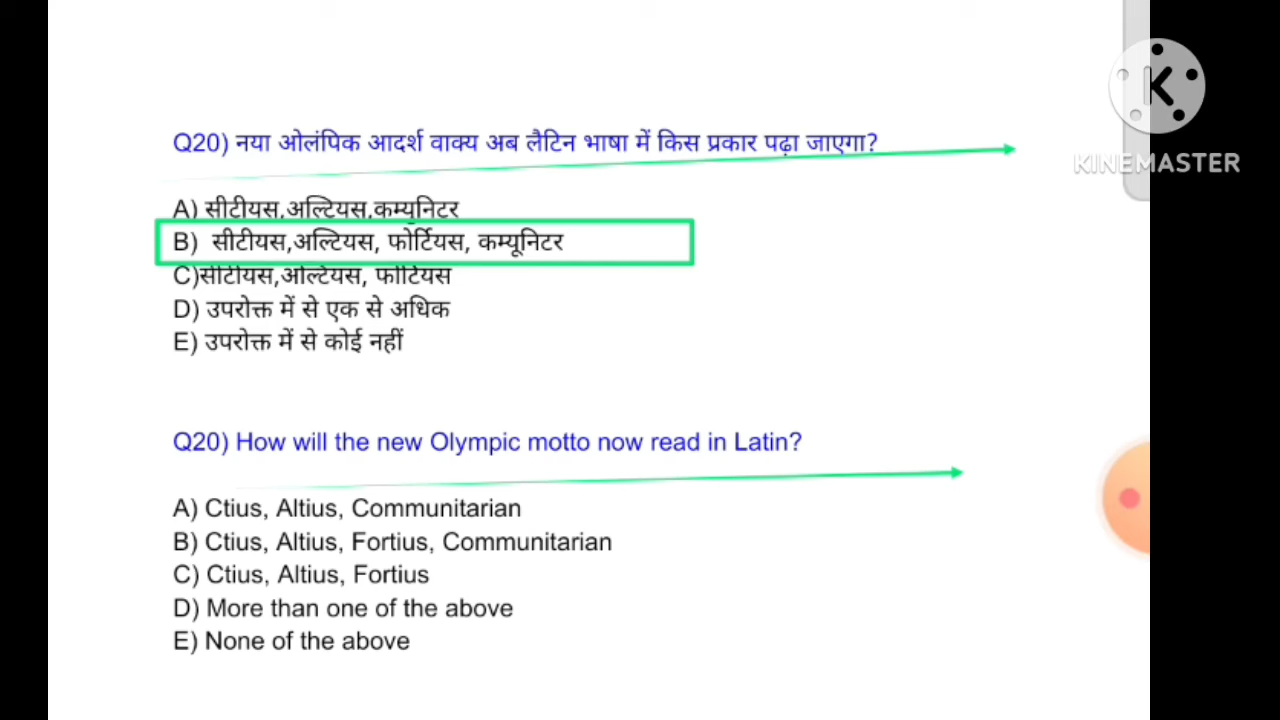 Q20) नया ओलंपिक आदर्श वाक्य अब लैटिन भाषा में किस प्रकार पढ़ा जाएगा?
KINEMASTER
A) सीटीयस,अल्टियस,कम्युनिटर
B) सीटीयस,अल्टियस, फोर्टियस, कम्यूनिटर
C)सीटीयस,अल्टियस, फोर्टियस
D) उपरोक्त में से एक से अधिक
E) उपरोक्त में से कोई नहीं
Q20) How will the new Olympic motto now read in Latin?
A) Ctius, Altius, Communitarian
B) Ctius, Altius, Fortius, Communitarian
C) Ctius, Altius, Fortius
D) More than one of the above
E) None of the above